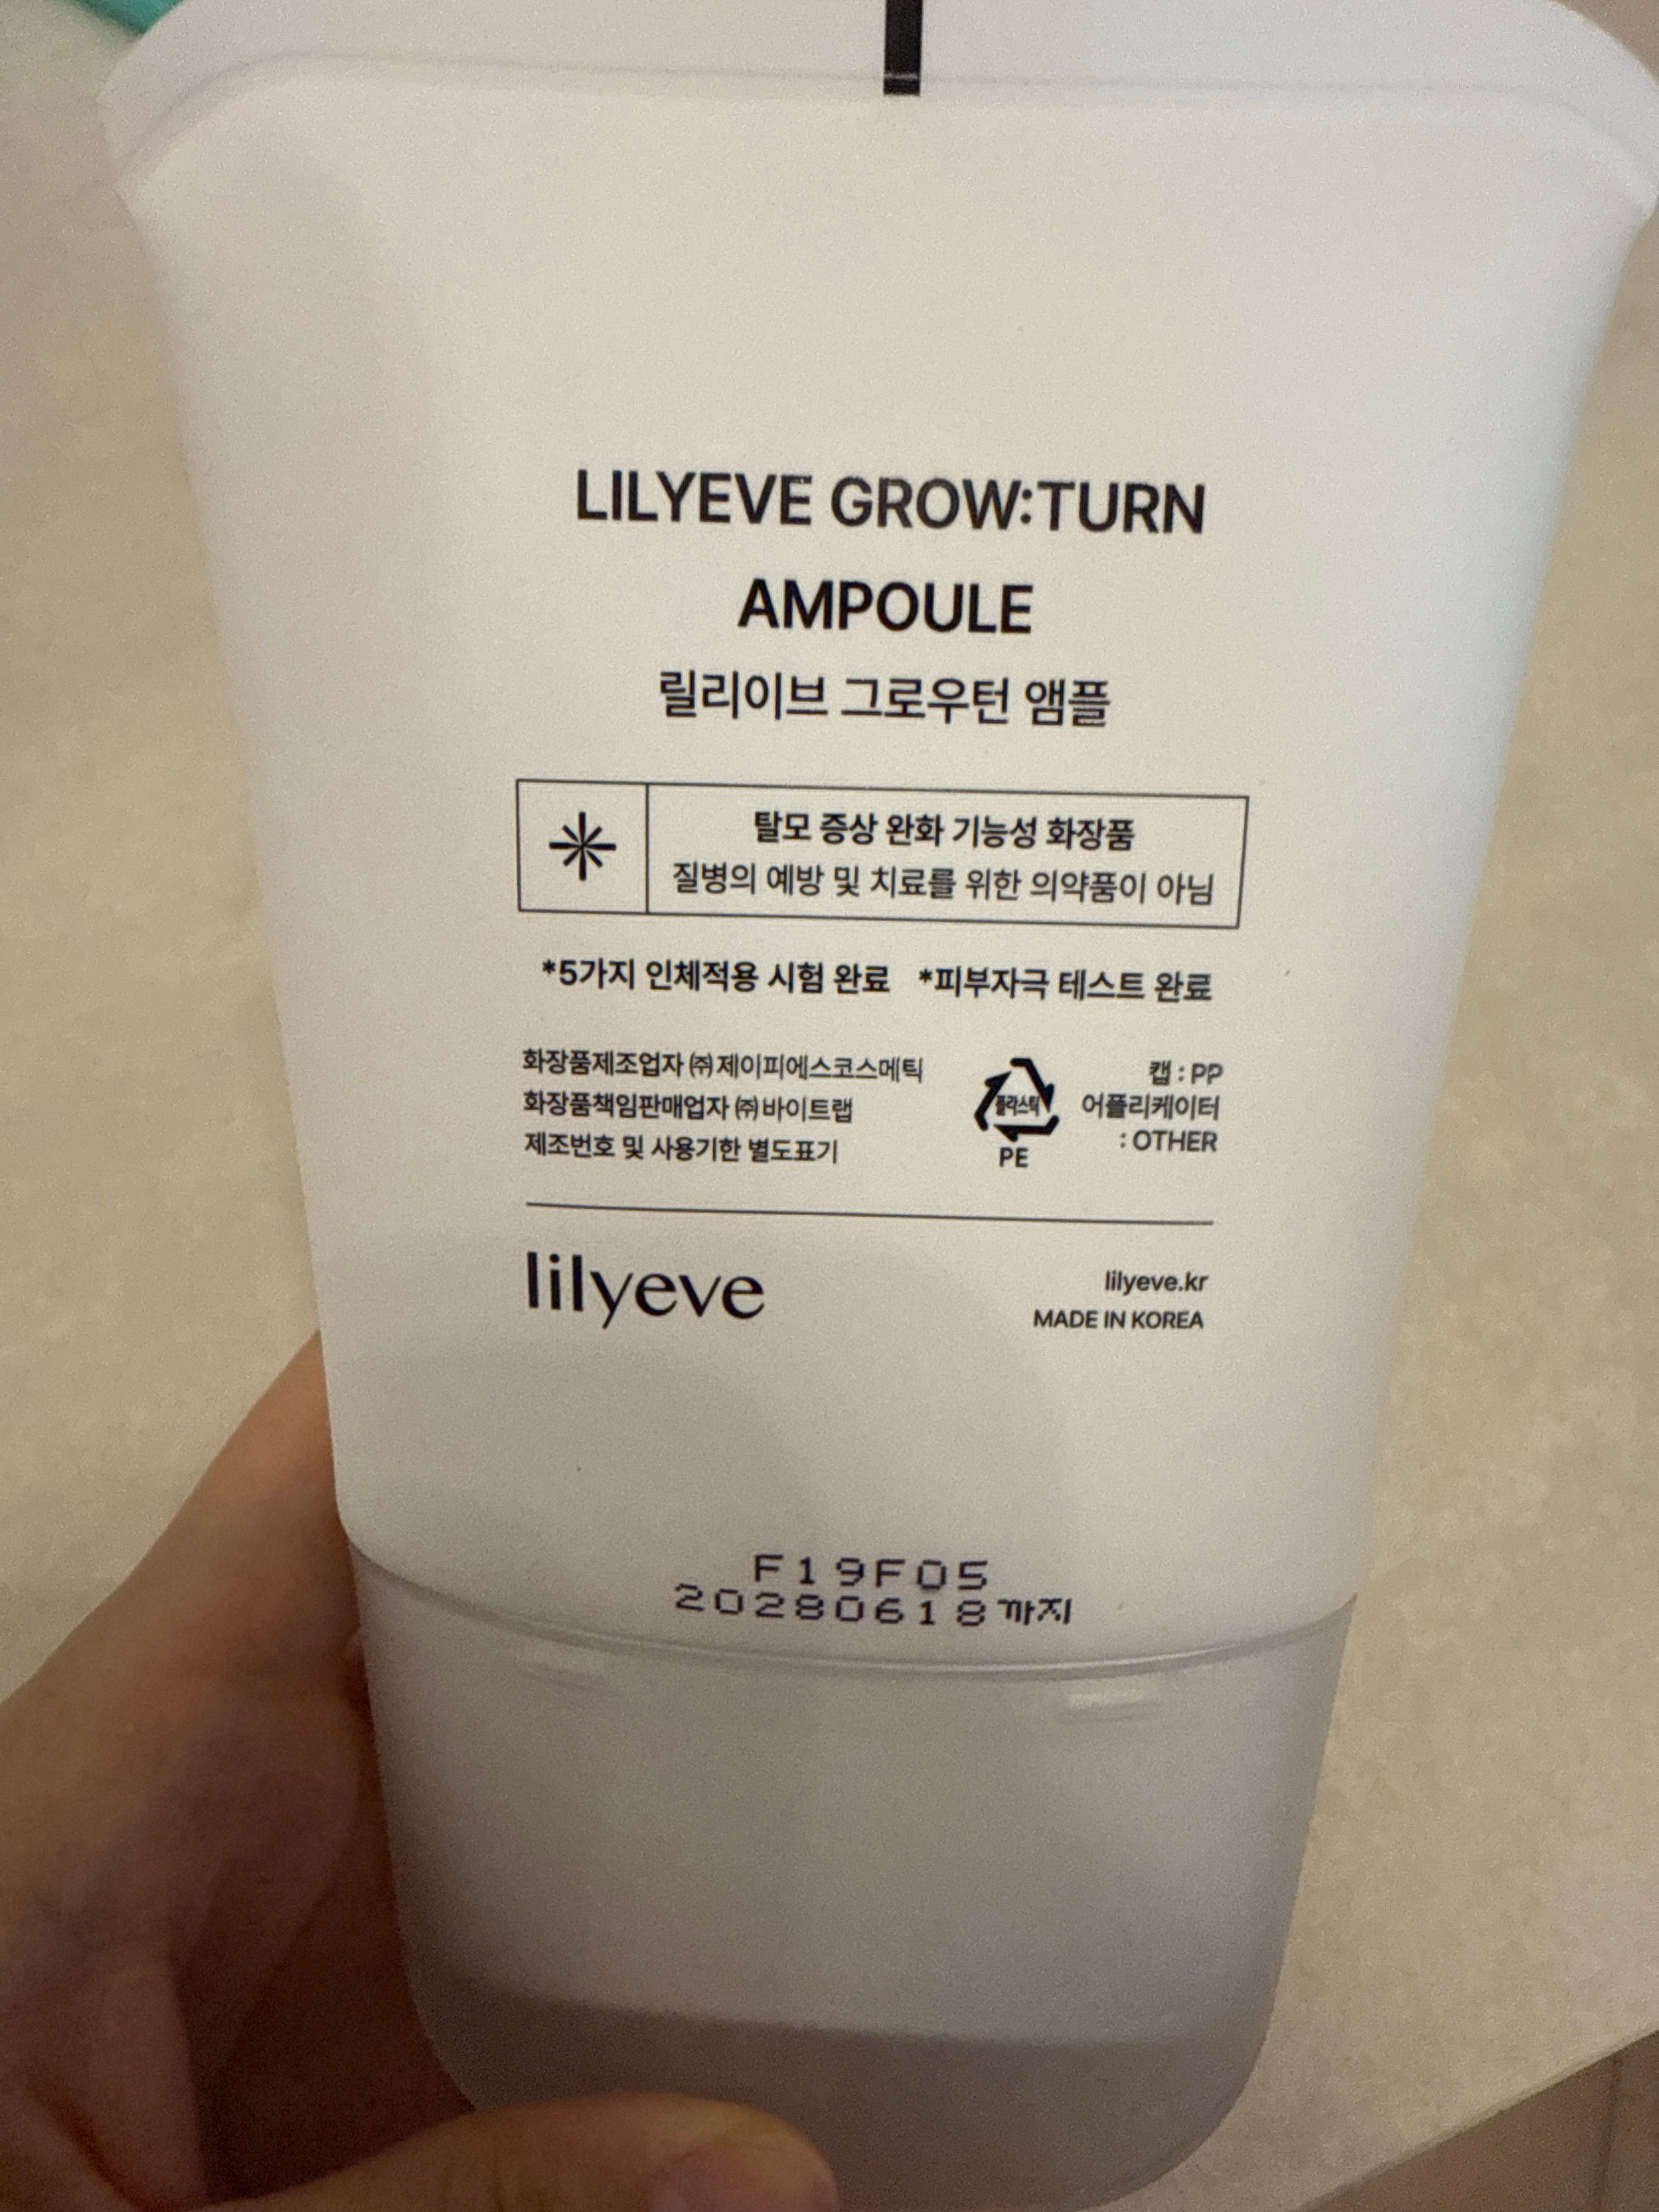 LILYEVE GROW:TURN
AMPOULE
릴리이브 그로우턴 앰플
탈모 증상 완화 기능성 화장품
질병의 예방 및 치료를 위한 의약품이 아님
*5가지 인체적용 시험 완료 *피부자극 테스트 완료
화장품제조업자 ㈜제이피에스코스메틱
화장품책임판매업자 ㈜바이트랩
제조번호 및 사용기한 별도표기
플라스틱
PE
캡 : PP
어플리케이터
: OTHER
lilyeve
lilyeve.kr
MADE IN KOREA
F19F05
20280618까지